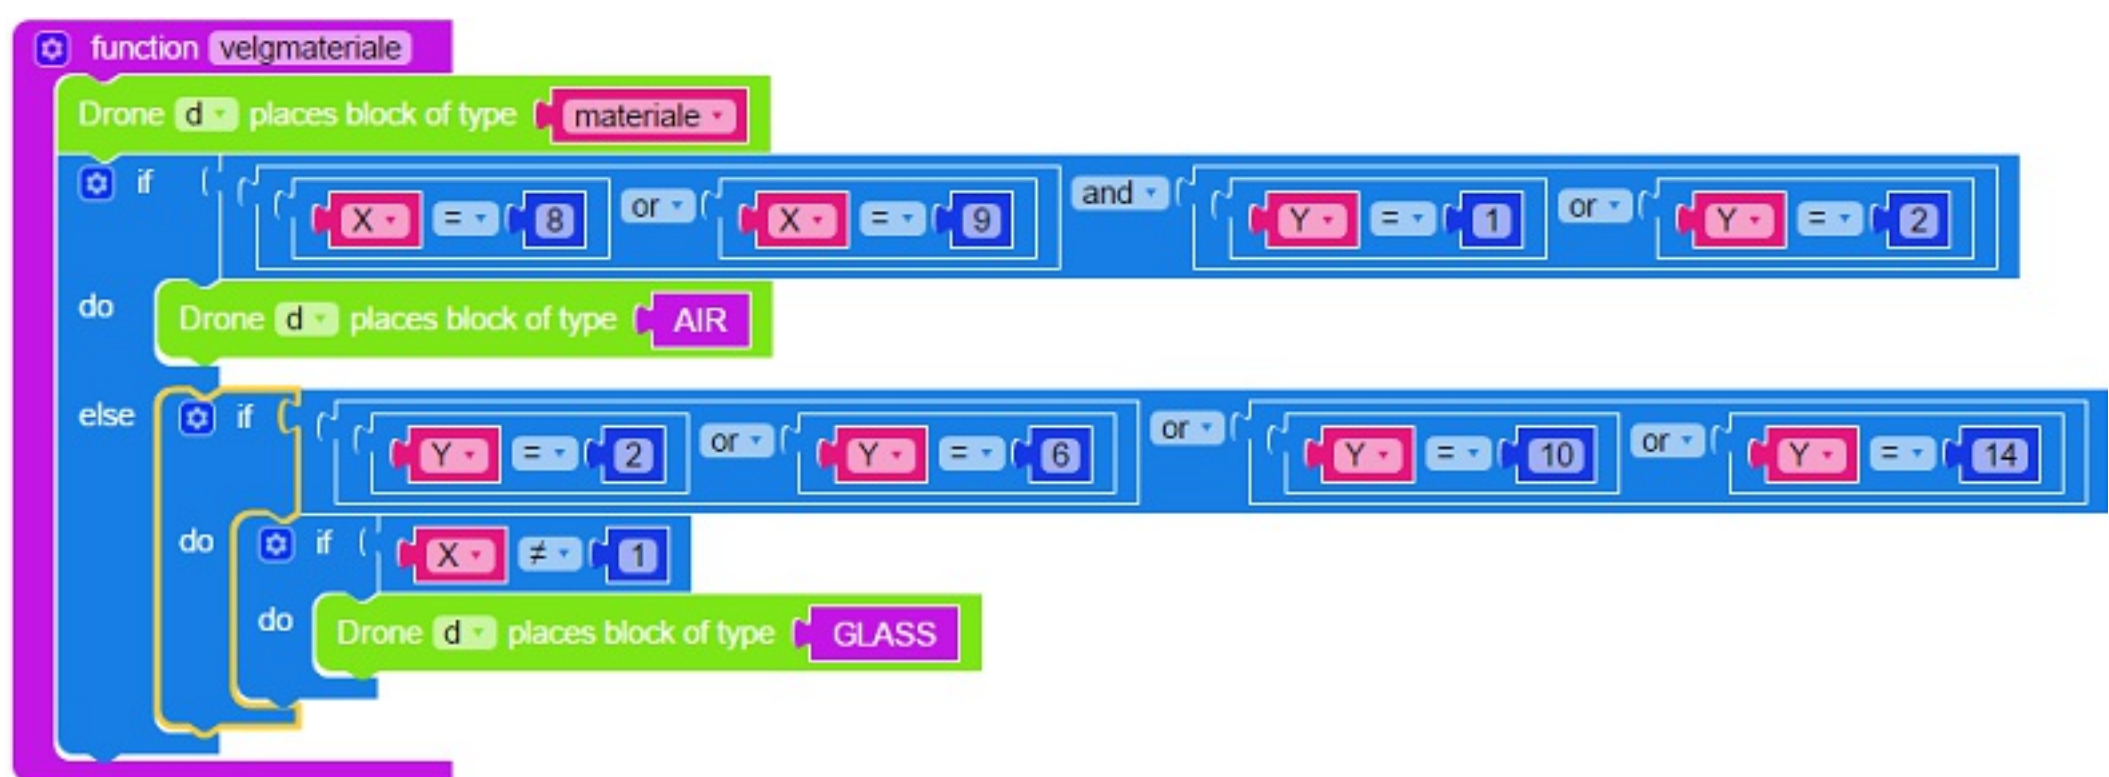 function velgmateriale
Drone d places block of type materiale
if X = 8 or X = 9 and Y = 1 or Y = 2
do Drone d places block of type AIR
else if Y = 2 or Y = 6 or Y = 10 or Y = 14
do if X ≠ 1
do Drone d places block of type GLASS